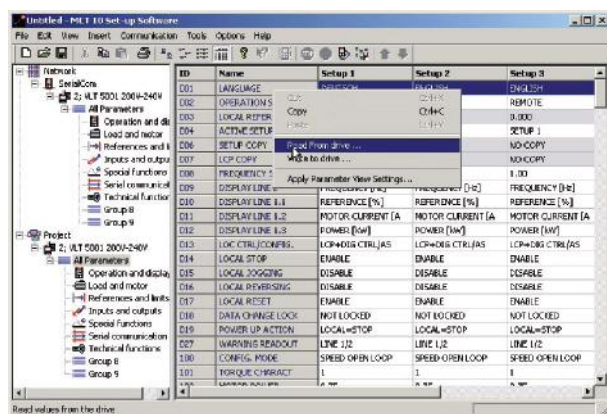 Untitled - MCT 10 Set-up Software
File Edit View Insert Communication Tools Options Help
Network
SerialCom
2; VLT 5001 200V-240V
All Parameters
Operation and dis
Load and motor
References and
Inputs and outpu
Special functions
Serial communicat
Technical function
Group 8
Group 9
Project
2; VLT 5001 200V-240V
All Parameters
Operation and display
Load and motor
References and limits
Inputs and outputs
Special functions
Serial communication
Technical functions
Group 8
Group 9
ID Name Setup 1 Setup 2 Setup 3
001 LANGUAGE ENGLISH ENGLISH
002 OPERATION S REMOTE
003 LOCAL REFER 0.000
004 ACTIVE SETUP SETUP 1
006 SETUP COPY NO COPY
007 LCP COPY NO COPY
008 FREQUENCY S 1.00
009 DISPLAY LINE 2 FREQUENCY [Hz] FREQUENCY [Hz] FREQUENCY [Hz]
010 DISPLAY LINE 1.1 REFERENCE [%] REFERENCE [%] REFERENCE [%]
011 DISPLAY LINE 1.2 MOTOR CURRENT [A MOTOR CURRENT [A MOTOR CURRENT [A
012 DISPLAY LINE 1.3 POWER [kW] POWER [kW] POWER [kW]
013 LOC CTRL/CONFIG. LCP+DIG CTRL/AS LCP+DIG CTRL/AS LCP+DIG CTRL/AS
014 LOCAL STOP ENABLE ENABLE ENABLE
015 LOCAL JOGGING DISABLE DISABLE DISABLE
016 LOCAL REVERSING DISABLE DISABLE DISABLE
017 LOCAL RESET ENABLE ENABLE ENABLE
018 DATA CHANGE LOCK NOT LOCKED NOT LOCKED NOT LOCKED
019 POWER UP ACTION LOCAL=STOP LOCAL=STOP LOCAL=STOP
027 WARNING READOUT LINE 1/2 LINE 1/2 LINE 1/2
100 CONFIG. MODE SPEED OPEN LOOP SPEED OPEN LOOP SPEED OPEN LOOP
101 TORQUE CHARACT 1 1 1
Cut Ctrl+X
Copy Ctrl+C
Paste Ctrl+V
Read From drive ...
Write to drive ...
Apply Parameter View Settings...
Read values from the drive